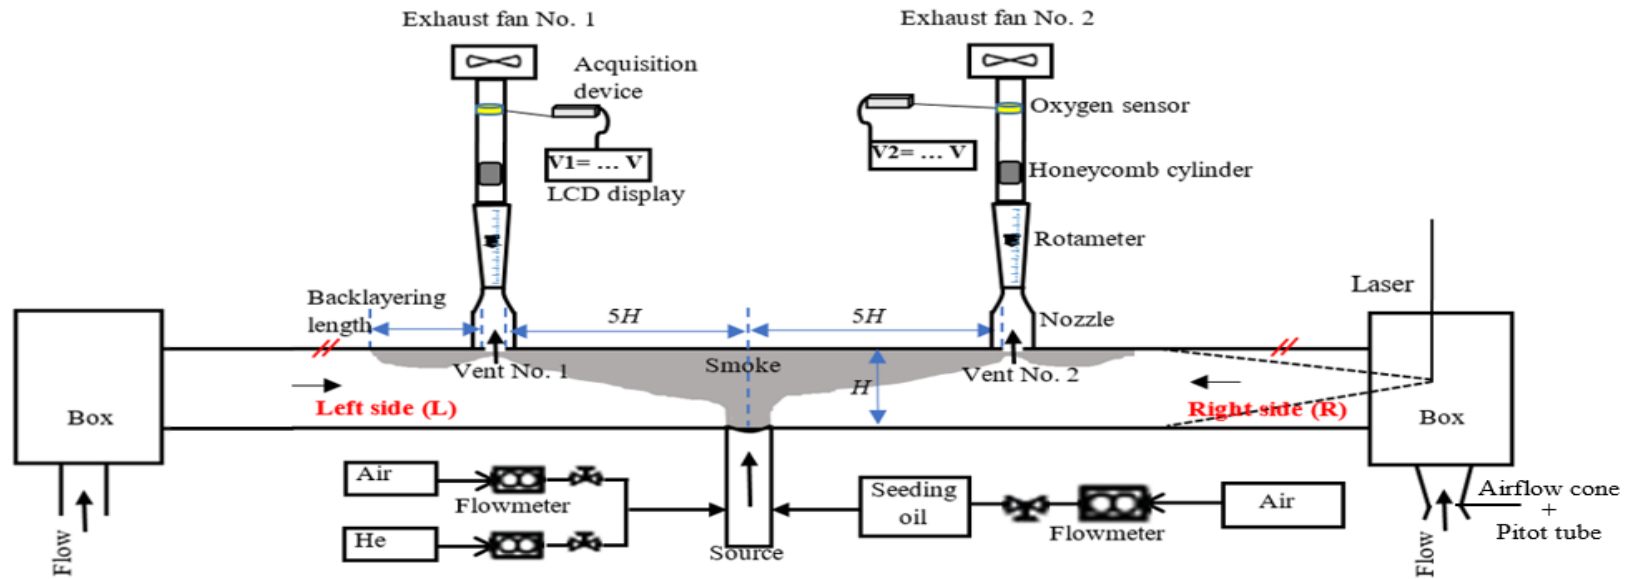 Exhaust fan No. 1
Exhaust fan No. 2
Acquisition
device
Oxygen sensor
V1= ... V
V2= ... V
LCD display
Honeycomb cylinder
Rotameter
Laser
Backlayering
length
5H
5H
Nozzle
Vent No. 1
Smoke
Vent No. 2
H
Left side (L)
Right side (R)
Box
Box
Air
Flowmeter
He
Source
Seeding
oil
Flowmeter
Air
Airflow cone
+
Pitot tube
Flow
Flow